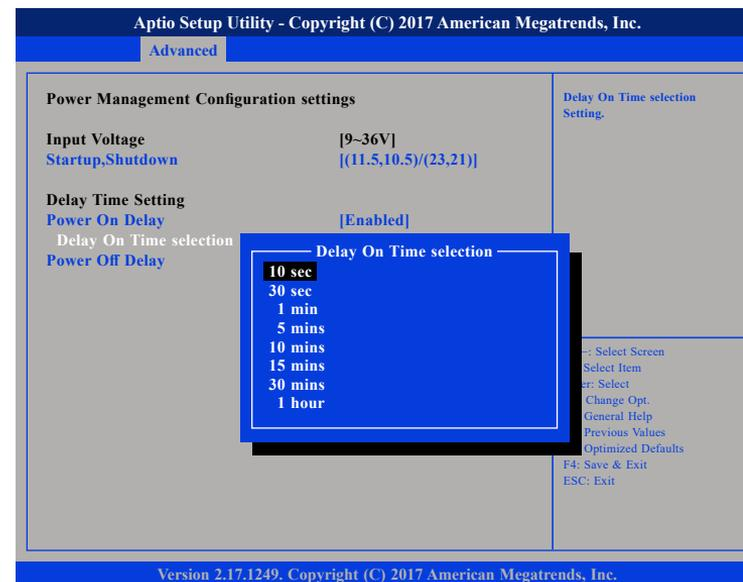 Aptio Setup Utility - Copyright (C) 2017 American Megatrends, Inc.
Advanced
Power Management Configuration settings
Input Voltage [9~36V]
Startup,Shutdown [(11.5,10.5)/(23,21)]
Delay Time Setting
Power On Delay [Enabled]
Delay On Time selection
Power Off Delay
Delay On Time selection
10 sec
30 sec
1 min
5 mins
10 mins
15 mins
30 mins
1 hour
Delay On Time selection
Setting.
: Select Screen
Select Item
: Select
Change Opt.
General Help
Previous Values
Optimized Defaults
F4: Save & Exit
ESC: Exit
Version 2.17.1249. Copyright (C) 2017 American Megatrends, Inc.